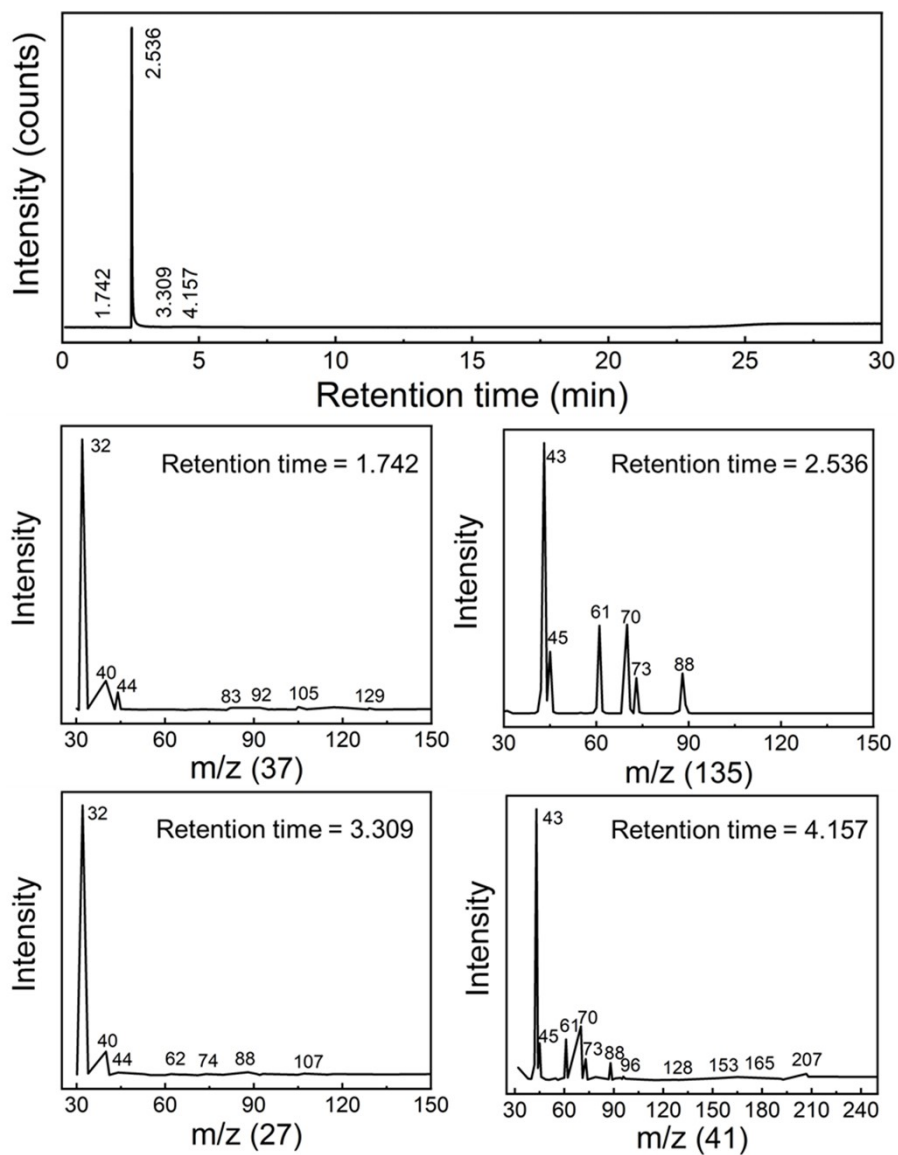 Intensity (counts)
2.536
1.742
3.309
4.157
0 5 10 15 20 25 30
Retention time (min)
Intensity
32
Retention time = 1.742
40
44
83 92 105 129
30 60 90 120 150
m/z (37)
Intensity
43
Retention time = 2.536
45
61 70
73
88
30 60 90 120 150
m/z (135)
Intensity
32
Retention time = 3.309
40
44 62 74 88 107
30 60 90 120 150
m/z (27)
Intensity
43
Retention time = 4.157
45 61 70
73 88 96 128 153 165 207
30 60 90 120 150 180 210 240
m/z (41)